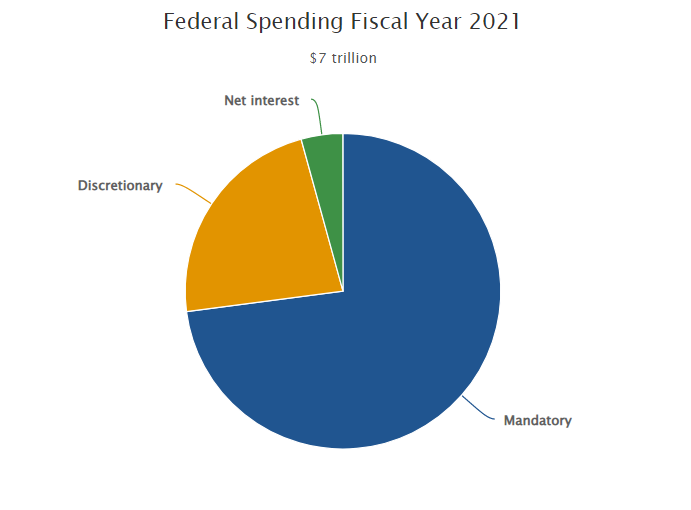 Federal Spending Fiscal Year 2021
$7 trillion
Net interest
Discretionary
Mandatory